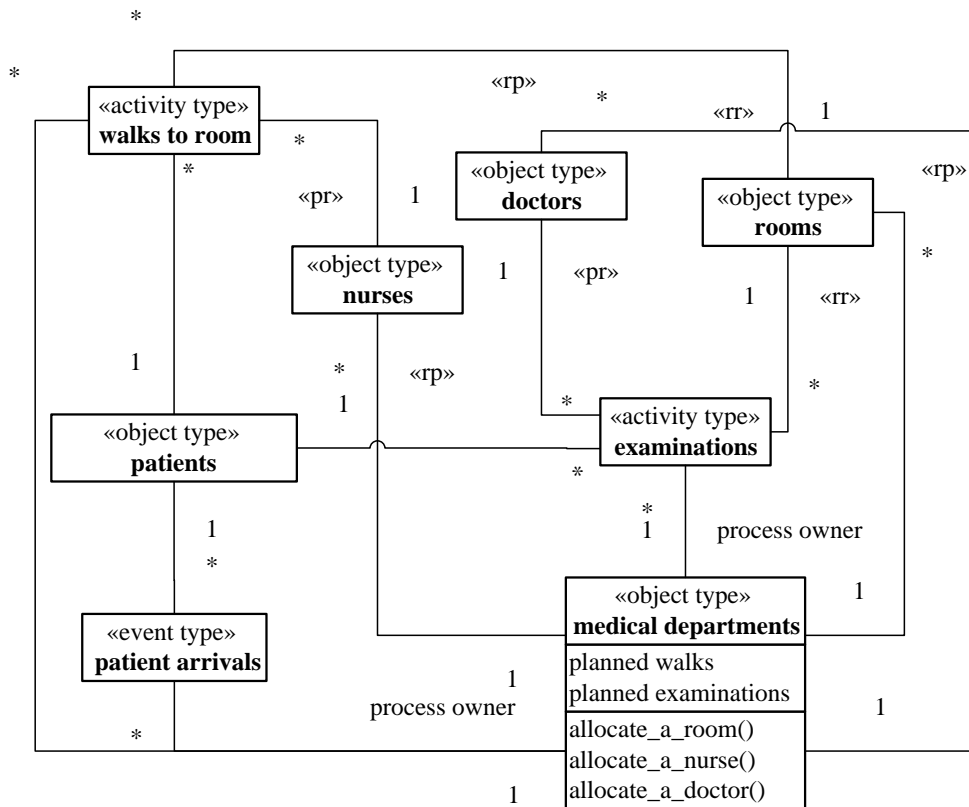 *
*
«activity type»
walks to room
*
*
«rp»
*
«rr»
1
«rp»
«object type»
doctors
«object type»
rooms
«pr»
1
«object type»
nurses
1
«pr»
*
1
«rr»
1
*
«rp»
1
*
*
«object type»
patients
«activity type»
examinations
*
*
1
process owner
1
*
«event type»
patient arrivals
«object type»
medical departments
1
planned walks
planned examinations
1
process owner
1
*
allocate_a_room()
allocate_a_nurse()
allocate_a_doctor()
1